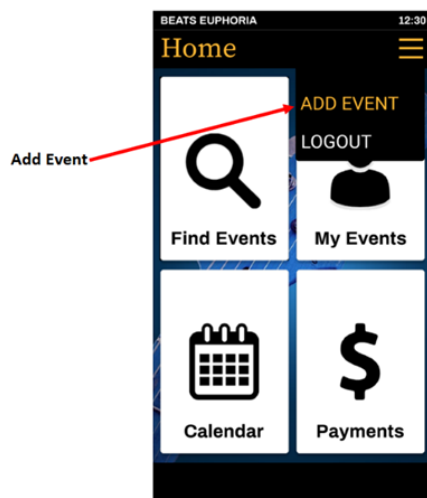 BEATS EUPHORIA 12:30
Home
ADD EVENT
Add Event
LOGOUT
Find Events My Events
Calendar Payments